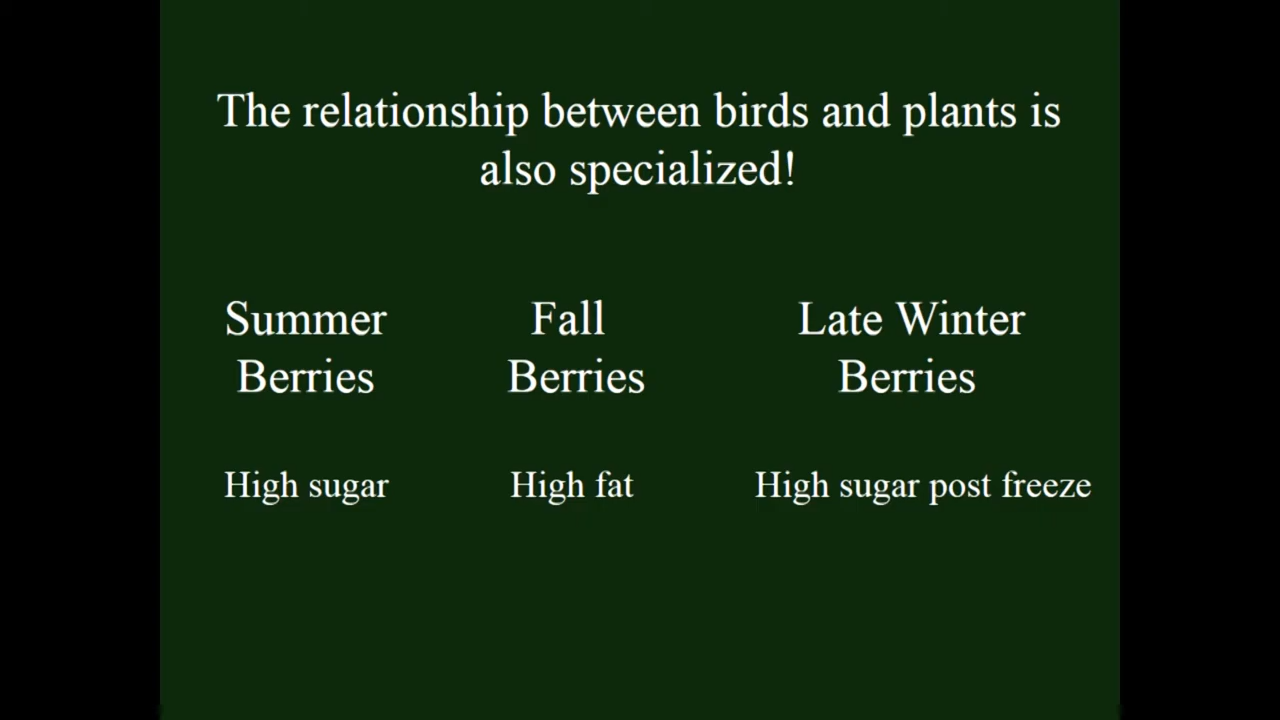 The relationship between birds and plants is
also specialized!
Summer
Berries
Fall
Berries
Late Winter
Berries
High sugar
High fat
High sugar post freeze